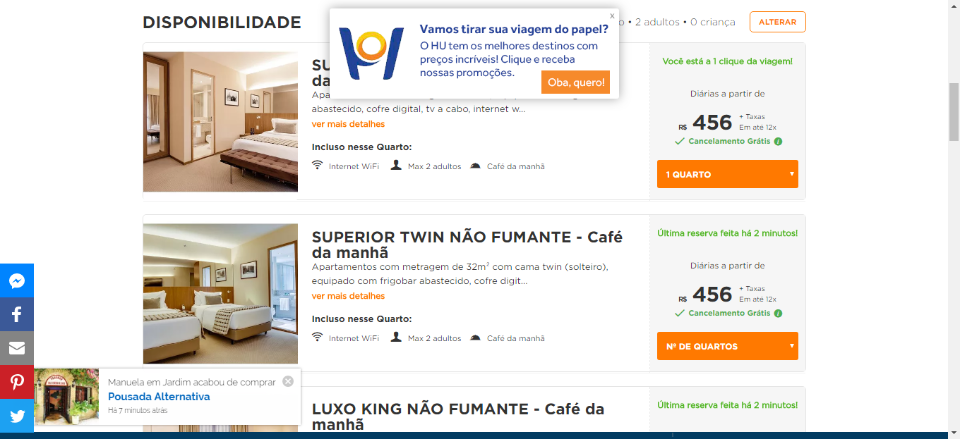 DISPONIBILIDADE
• 2 adultos • 0 criança
ALTERAR
x
Vamos tirar sua viagem do papel?
O HU tem os melhores destinos com
preços incríveis! Clique e receba
nossas promoções.
Oba, quero!
abastecido, cofre digital, tv a cabo, internet w...
ver mais detalhes
Incluso nesse Quarto:
Internet WiFi
Max 2 adultos
Café da manhã
Você está a 1 clique da viagem!
Diárias a partir de
R$ 456 + Taxas
Em até 12x
Cancelamento Grátis
1 QUARTO
SUPERIOR TWIN NÃO FUMANTE - Café
da manhã
Apartamentos com metragem de 32m² com cama twin (solteiro),
equipado com frigobar abastecido, cofre digit...
ver mais detalhes
Incluso nesse Quarto:
Internet WiFi
Max 2 adultos
Café da manhã
Última reserva feita há 2 minutos!
Diárias a partir de
R$ 456 + Taxas
Em até 12x
Cancelamento Grátis
Nº DE QUARTOS
Manuela em Jardim acabou de comprar
Pousada Alternativa
Há 7 minutos atrás
LUXO KING NÃO FUMANTE - Café da
manhã
Última reserva feita há 2 minutos!